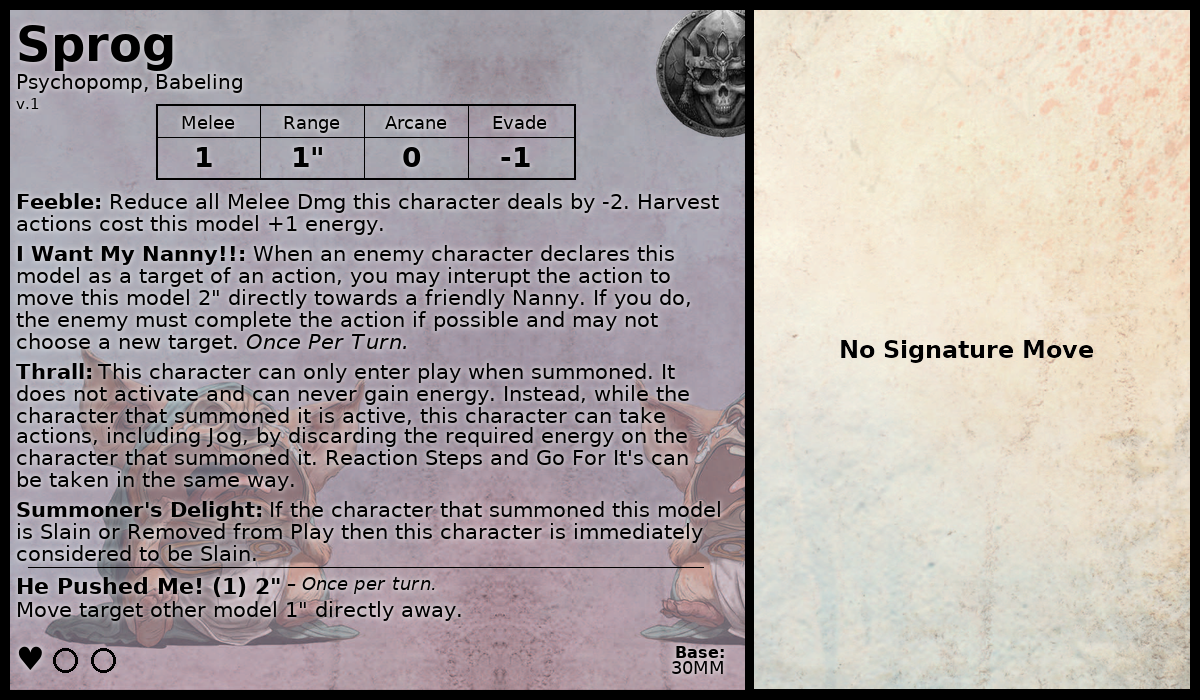 Sprog
Psychopomp, Babeling
v.1
Melee Range Arcane Evade
1 1" 0 -1
Feeble: Reduce all Melee Dmg this character deals by -2. Harvest
actions cost this model +1 energy.
I Want My Nanny!!: When an enemy character declares this
model as a target of an action, you may interupt the action to
move this model 2" directly towards a friendly Nanny. If you do,
the enemy must complete the action if possible and may not
choose a new target. Once Per Turn.
Thrall: This character can only enter play when summoned. It
does not activate and can never gain energy. Instead, while the
character that summoned it is active, this character can take
actions, including Jog, by discarding the required energy on the
character that summoned it. Reaction Steps and Go For It's can
be taken in the same way.
Summoner's Delight: If the character that summoned this model
is Slain or Removed from Play then this character is immediately
considered to be Slain.
He Pushed Me! (1) 2" – Once per turn.
Move target other model 1" directly away.
Base:
30MM
No Signature Move